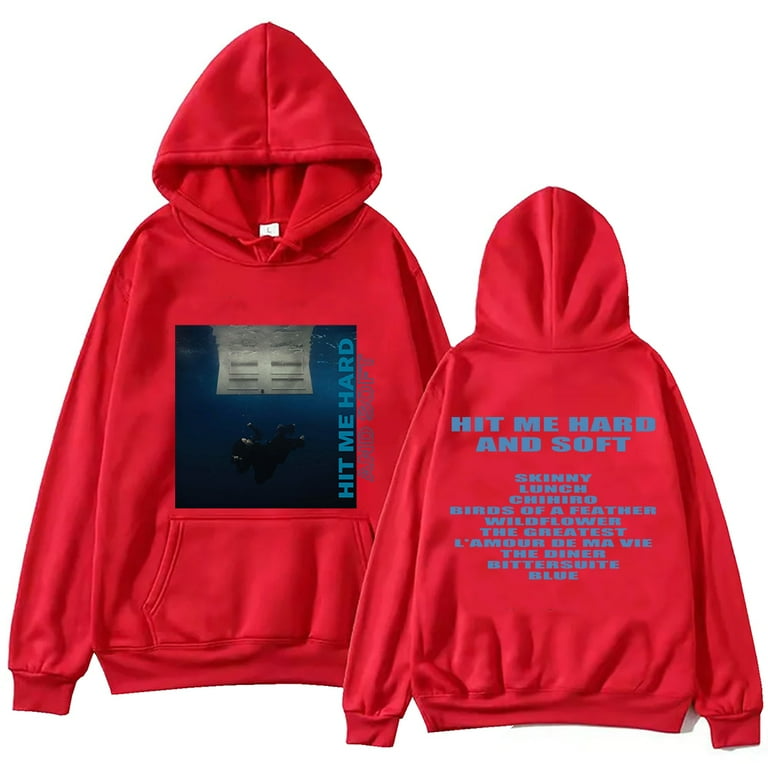 L
HIT ME HARD
AND SOFT
HIT ME HARD
AND SOFT
SKINNY
LUNCH
CHIHIRO
BIRDS OF A FEATHER
WILDFLOWER
THE GREATEST
L'AMOUR DE MA VIE
THE DINER
BITTERSUITE
BLUE